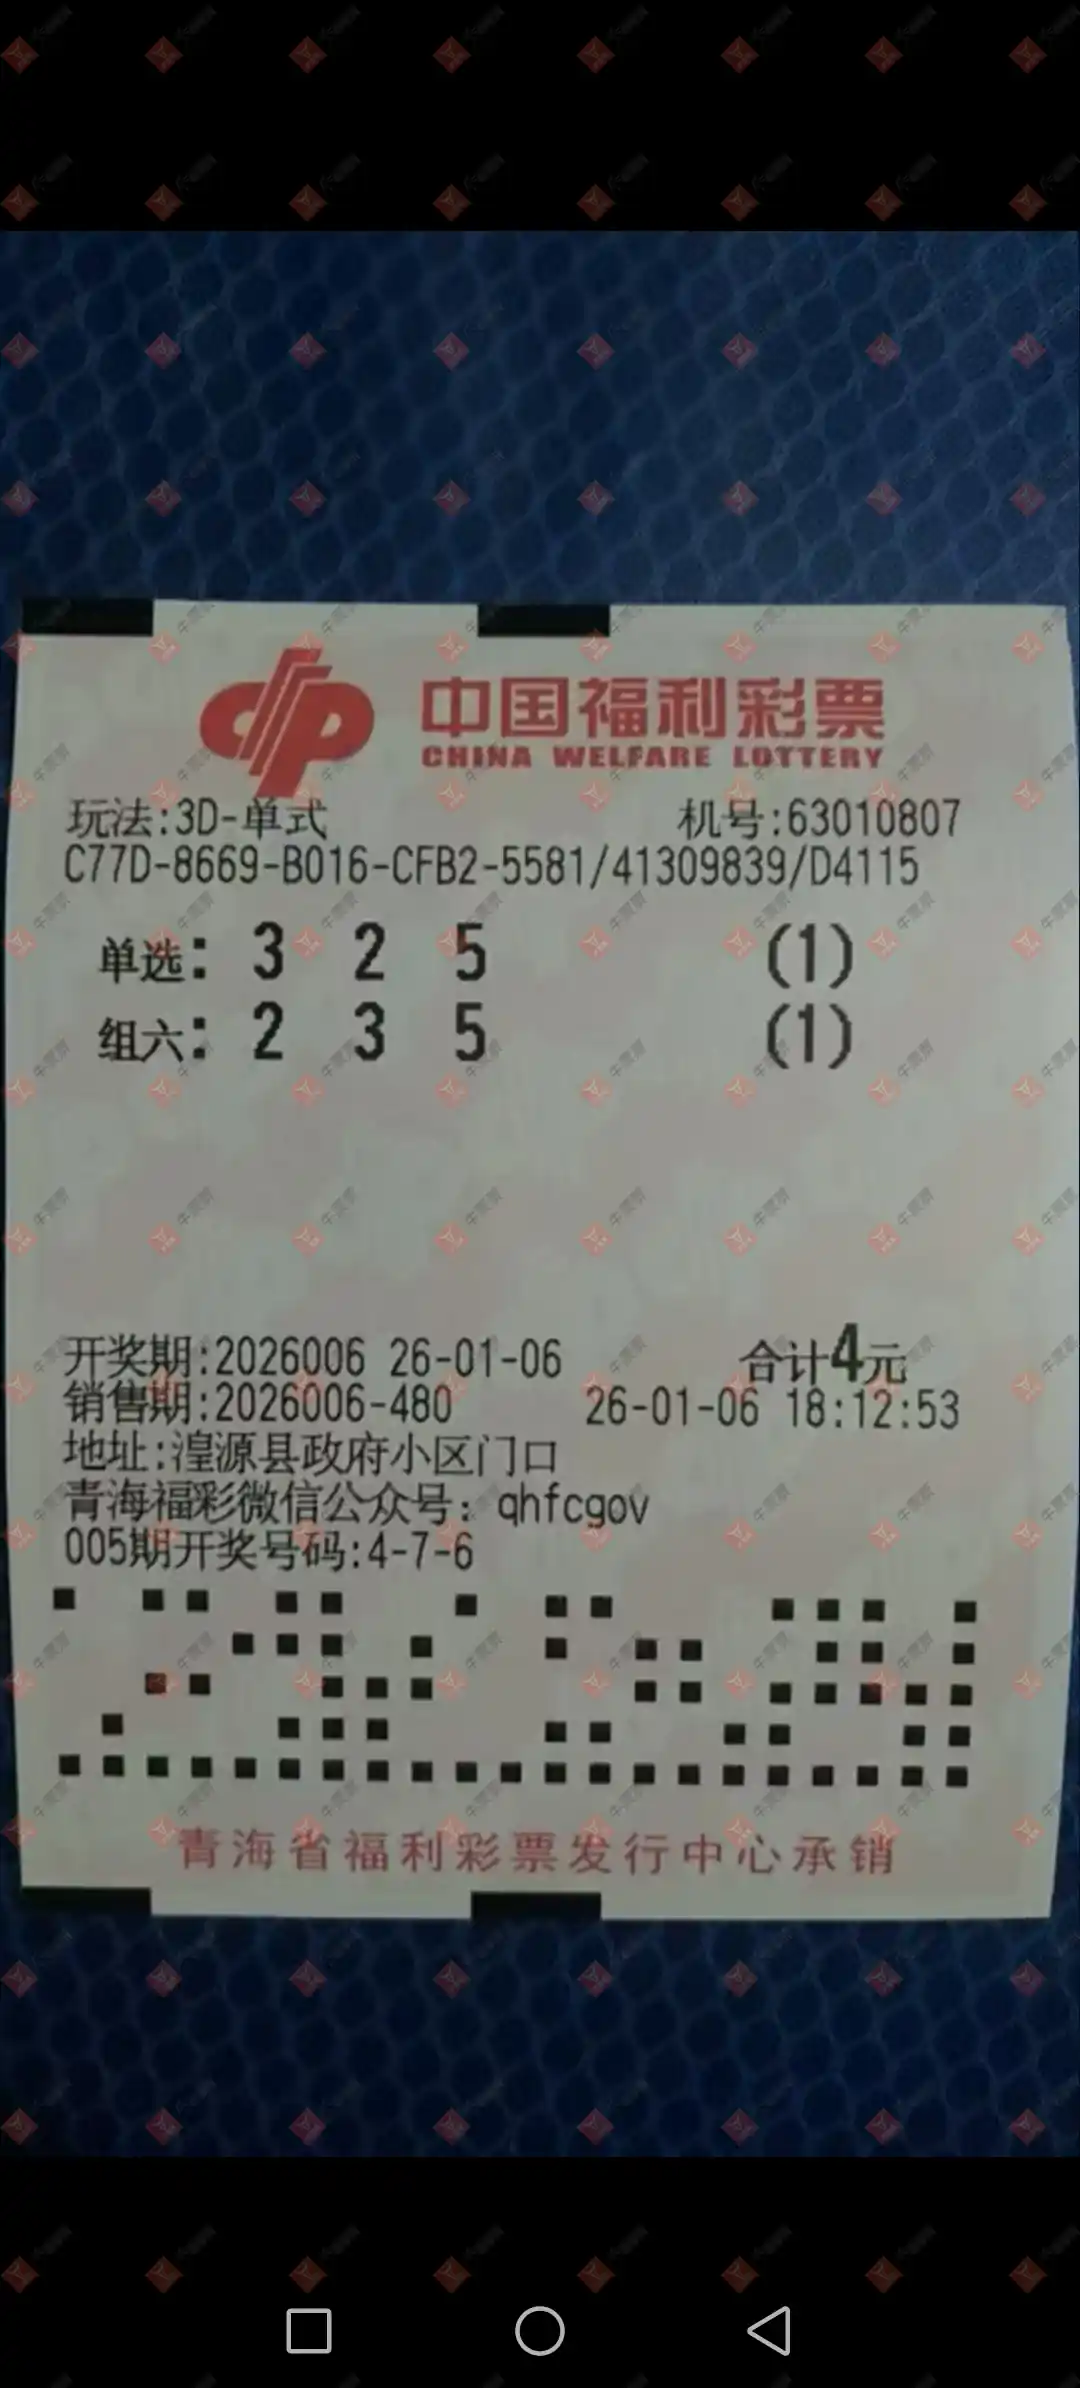 中国福利彩票
CHINA WELFARE LOTTERY
玩法:3D-单式 机号:63010807
C77D-8669-B016-CFB2-5581/41309839/D4115
单选: 3 2 5 (1)
组六: 2 3 5 (1)
开奖期:2026006 26-01-06 合计4元
销售期:2026006-480 26-01-06 18:12:53
地址:湟源县政府小区门口
青海福彩微信公众号: qhfcgov
005期开奖号码:4-7-6
青海省福利彩票发行中心承销